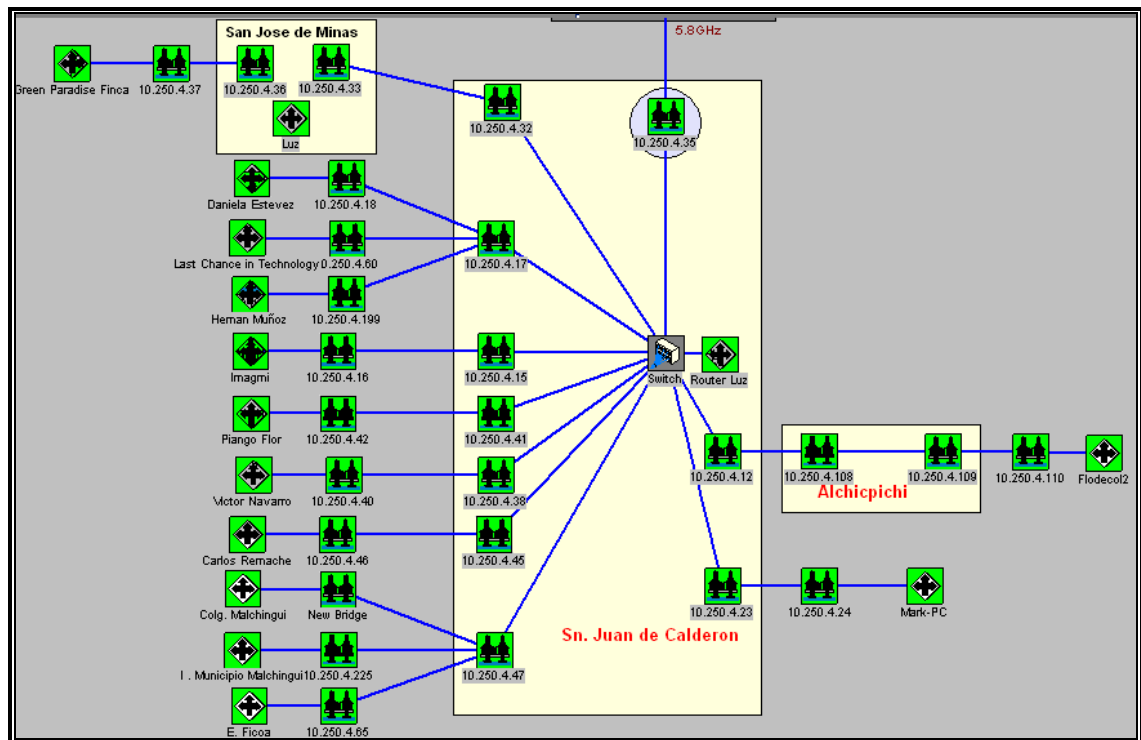 5.8GHz
San Jose de Minas
Green Paradise Finca
10.250.4.37
10.250.4.36
10.250.4.33
10.250.4.32
10.250.4.35
Luz
Daniela Estevez
10.250.4.18
Last Chance in Technology
0.250.4.60
10.250.4.17
Hernan Muñoz
10.250.4.199
Imagmi
10.250.4.16
10.250.4.15
Switch
Router Luz
Piango Flor
10.250.4.42
10.250.4.41
10.250.4.12
10.250.4.108
10.250.4.109
10.250.4.110
Flodecol2
Alchicpichi
Victor Navarro
10.250.4.40
10.250.4.38
Carlos Remache
10.250.4.46
10.250.4.45
Colg. Malchingui
New Bridge
10.250.4.23
10.250.4.24
Mark-PC
Sn. Juan de Calderon
I . Municipio Malchingui
10.250.4.225
10.250.4.47
E. Ficoa
10.250.4.65